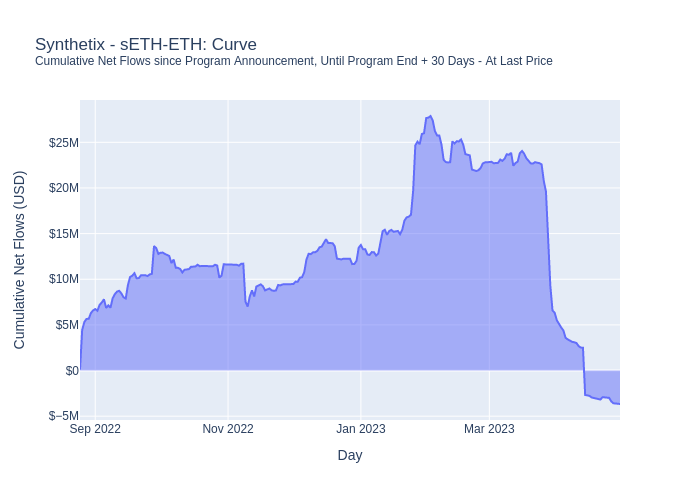 Synthetix - sETH-ETH: Curve
Cumulative Net Flows since Program Announcement, Until Program End + 30 Days - At Last Price
$25M
$20M
$15M
$10M
$5M
$0
$−5M
Cumulative Net Flows (USD)
Sep 2022 Nov 2022 Jan 2023 Mar 2023
Day